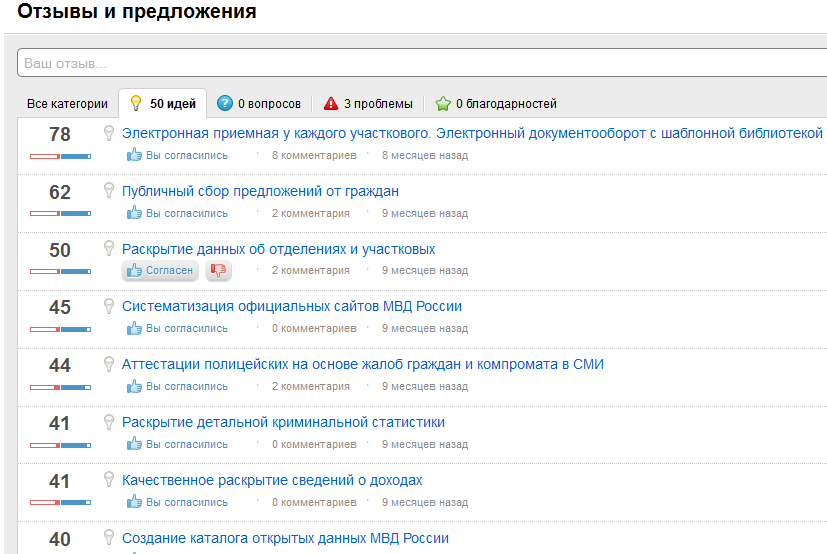 Отзывы и предложения
Ваш отзыв...
Все категории 50 идей 0 вопросов 3 проблемы 0 благодарностей
78 Электронная приемная у каждого участкового. Электронный документооборот с шаблонной библиотекой
Вы согласились · 8 комментариев · 8 месяцев назад
62 Публичный сбор предложений от граждан
Вы согласились · 2 комментария · 9 месяцев назад
50 Раскрытие данных об отделениях и участковых
Согласен · 2 комментария · 9 месяцев назад
45 Систематизация официальных сайтов МВД России
Вы согласились · 0 комментариев · 9 месяцев назад
44 Аттестации полицейских на основе жалоб граждан и компромата в СМИ
Вы согласились · 2 комментария · 9 месяцев назад
41 Раскрытие детальной криминальной статистики
Вы согласились · 0 комментариев · 9 месяцев назад
41 Качественное раскрытие сведений о доходах
Вы согласились · 0 комментариев · 9 месяцев назад
40 Создание каталога открытых данных МВД России